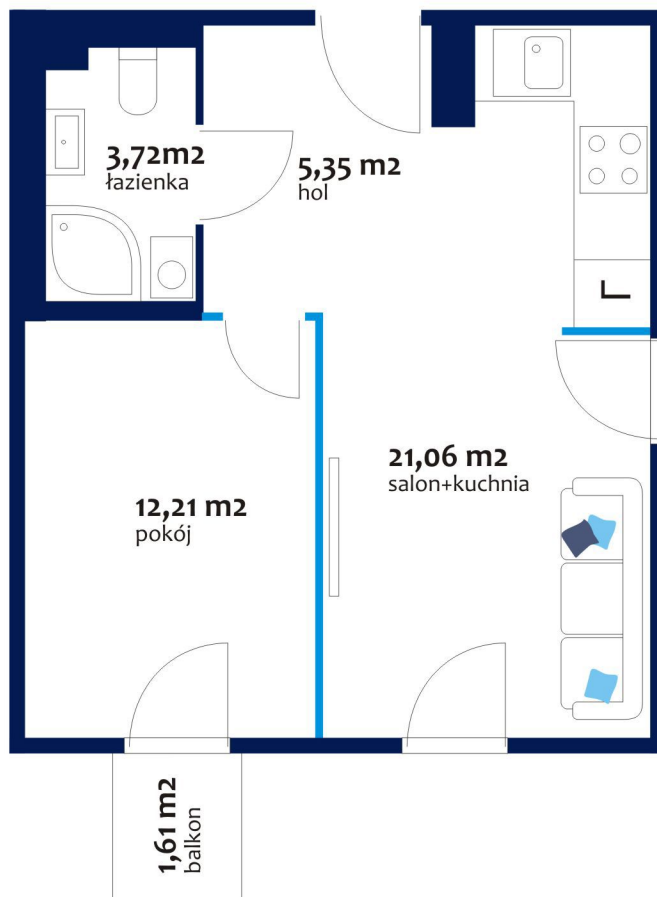 3,72m2
łazienka
5,35 m2
hol
L
21,06 m2
salon+kuchnia
12,21 m2
pokój
1,61 m2
balkon